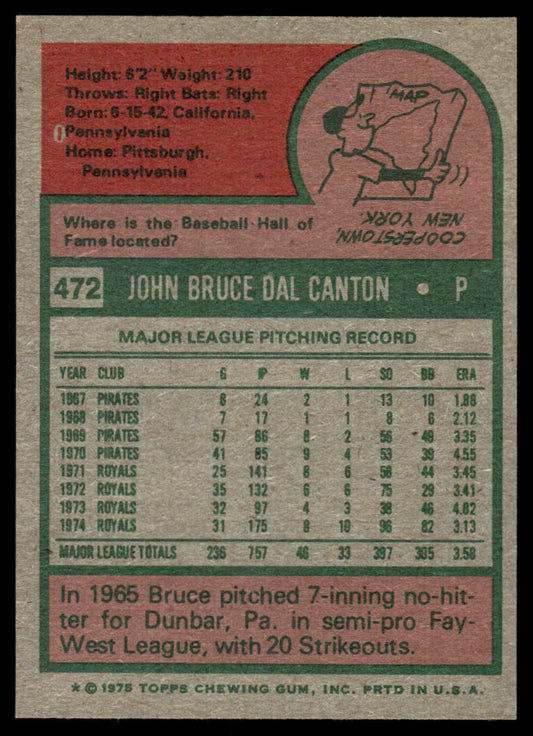 Height: 6'2" Weight: 210
Throws: Right Bats: Right
Born: 6-15-42, California,
Pennsylvania
Home: Pittsburgh,
Pennsylvania
MAP
COOPERSTOWN,
NEW YORK.
Where is the Baseball Hall of
Fame located?
472 JOHN BRUCE DAL CANTON • P
MAJOR LEAGUE PITCHING RECORD
YEAR CLUB G IP W L SO BB ERA
1967 PIRATES 8 24 2 1 13 10 1.88
1968 PIRATES 7 17 1 1 8 6 2.12
1969 PIRATES 57 86 8 2 56 49 3.35
1970 PIRATES 41 85 9 4 53 39 4.55
1971 ROYALS 25 141 8 6 58 44 3.45
1972 ROYALS 35 132 6 6 75 29 3.41
1973 ROYALS 32 97 4 3 38 46 4.82
1974 ROYALS 31 175 8 10 96 82 3.13
MAJOR LEAGUE TOTALS 236 757 46 33 397 305 3.58
In 1965 Bruce pitched 7-inning no-hit-
ter for Dunbar, Pa. in semi-pro Fay-
West League, with 20 Strikeouts.
* © 1975 TOPPS CHEWING GUM, INC. PRTD IN U.S.A.